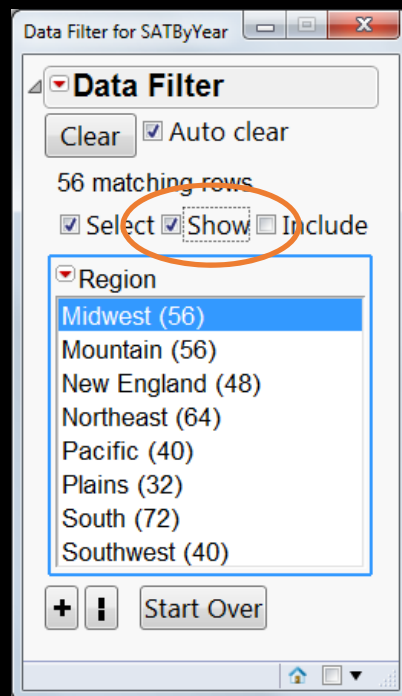 Data Filter for SATByYear
Data Filter
Clear Auto clear
56 matching rows
Select Show Include
Region
Midwest (56)
Mountain (56)
New England (48)
Northeast (64)
Pacific (40)
Plains (32)
South (72)
Southwest (40)
Start Over